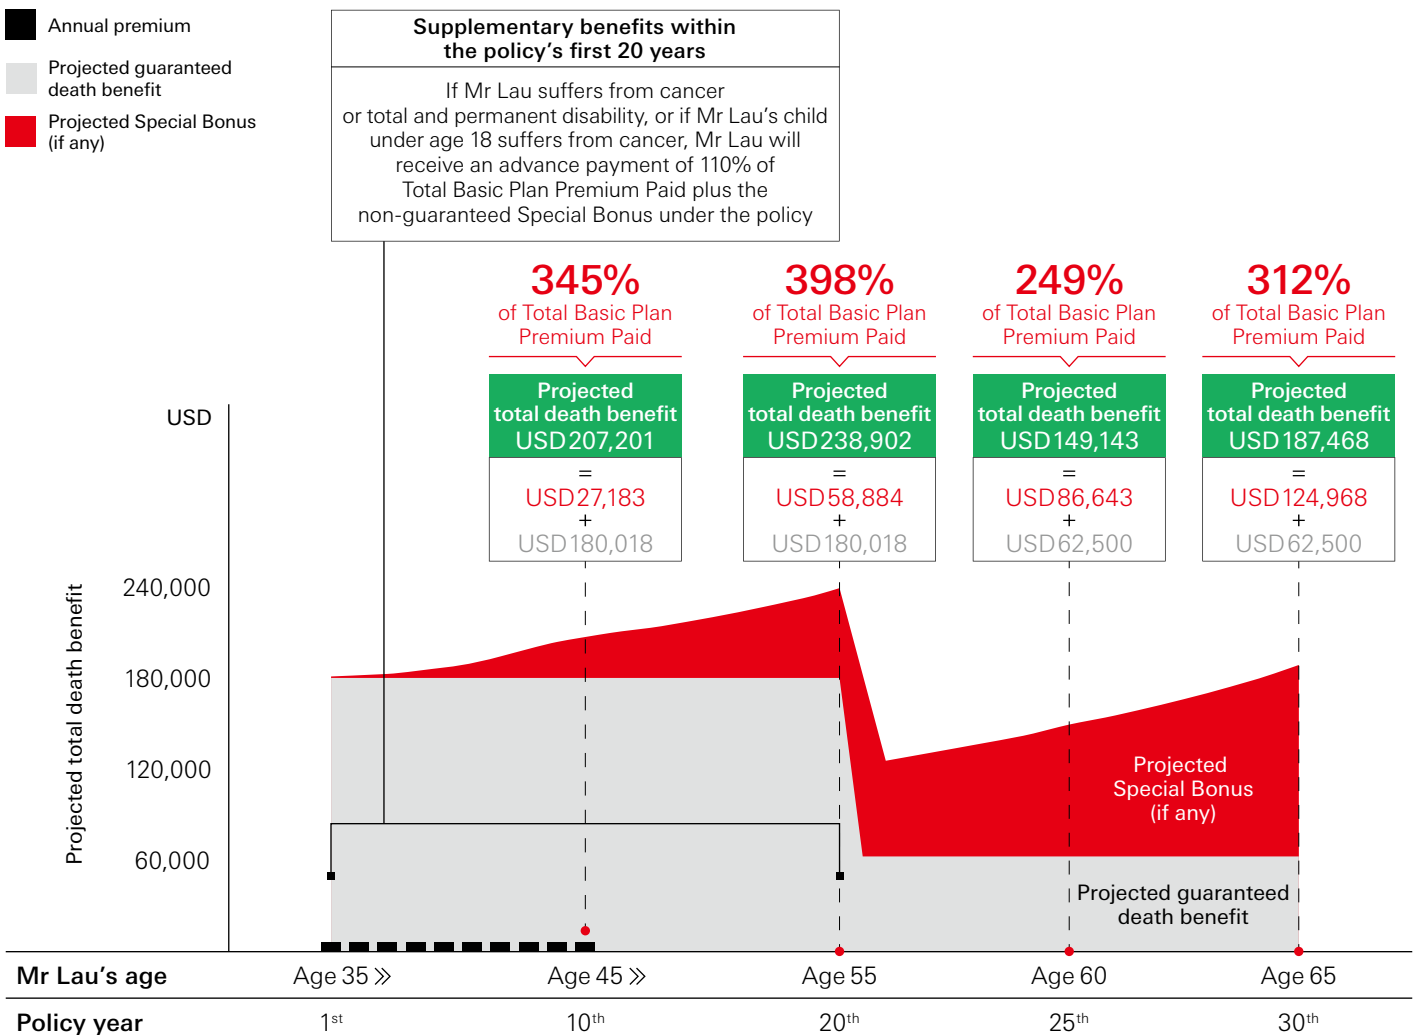 Annual premium
Projected guaranteed
death benefit
Projected Special Bonus
(if any)
Supplementary benefits within
the policy's first 20 years
If Mr Lau suffers from cancer
or total and permanent disability, or if Mr Lau's child
under age 18 suffers from cancer, Mr Lau will
receive an advance payment of 110% of
Total Basic Plan Premium Paid plus the
non-guaranteed Special Bonus under the policy
345%
of Total Basic Plan
Premium Paid
Projected
total death benefit
USD207,201
=
USD27,183
+
USD180,018
398%
of Total Basic Plan
Premium Paid
Projected
total death benefit
USD238,902
=
USD58,884
+
USD180,018
249%
of Total Basic Plan
Premium Paid
Projected
total death benefit
USD149,143
=
USD86,643
+
USD62,500
312%
of Total Basic Plan
Premium Paid
Projected
total death benefit
USD187,468
=
USD124,968
+
USD62,500
USD
Projected total death benefit
240,000
180,000
120,000
60,000
Projected
Special Bonus
(if any)
Projected guaranteed
death benefit
Mr Lau's age Age 35 >> Age 45 >> Age 55 Age 60 Age 65
Policy year 1st 10th 20th 25th 30th